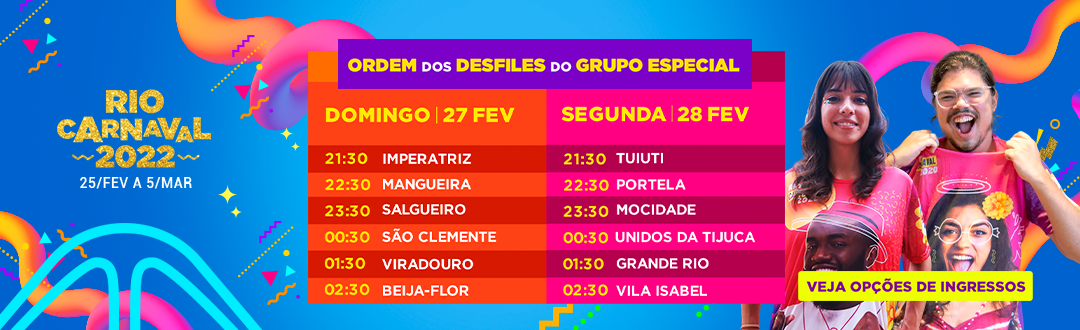 RIO
CARNAVAL
2022
25/FEV A 5/MAR
ORDEM DOS DESFILES DO GRUPO ESPECIAL
DOMINGO | 27 FEV
21:30 IMPERATRIZ
22:30 MANGUEIRA
23:30 SALGUEIRO
00:30 SÃO CLEMENTE
01:30 VIRADOURO
02:30 BEIJA-FLOR
SEGUNDA | 28 FEV
21:30 TUIUTI
22:30 PORTELA
23:30 MOCIDADE
00:30 UNIDOS DA TIJUCA
01:30 GRANDE RIO
02:30 VILA ISABEL
VEJA OPÇÕES DE INGRESSOS